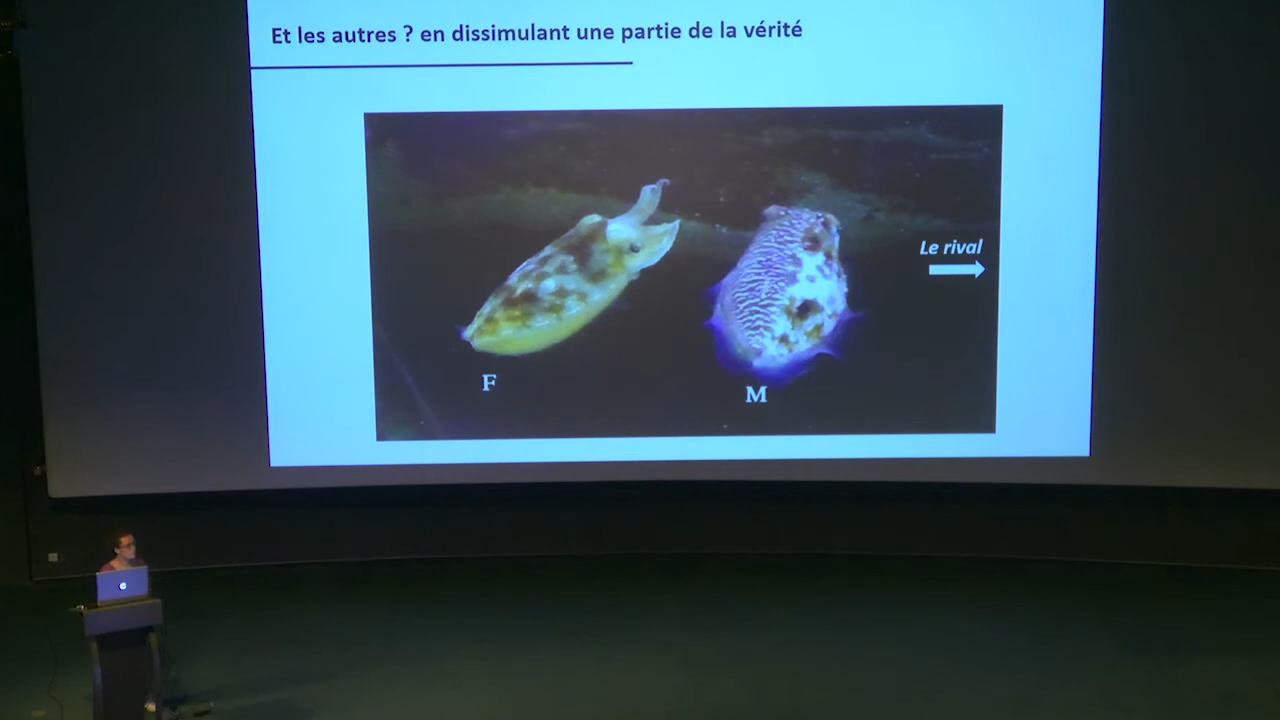 Et les autres ? en dissimulant une partie de la vérité
Le rival
F
M